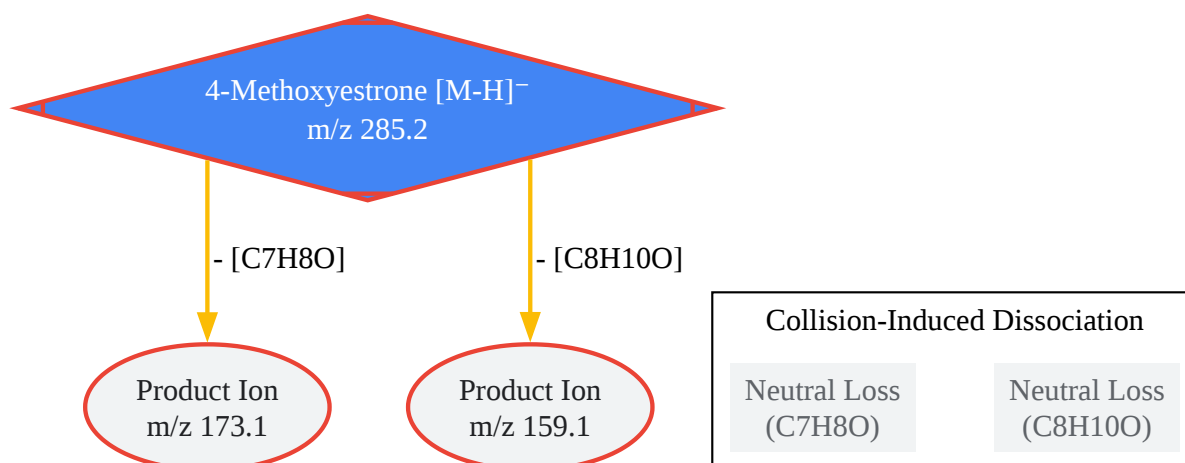 4-Methoxyestrone [M-H]⁻
m/z 285.2
- [C7H8O]
- [C8H10O]
Collision-Induced Dissociation
Product Ion
m/z 173.1
Product Ion
m/z 159.1
Neutral Loss
(C7H8O)
Neutral Loss
(C8H10O)